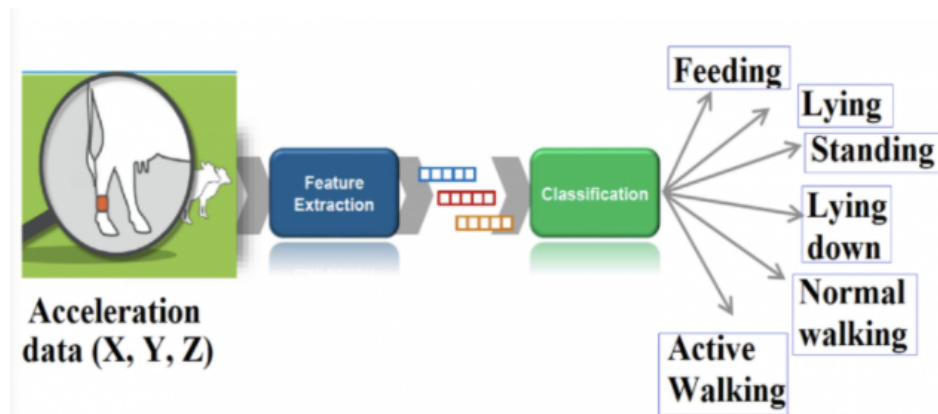 Acceleration
data (X, Y, Z)
Feature
Extraction
Classification
Feeding
Lying
Standing
Lying
down
Normal
walking
Active
Walking